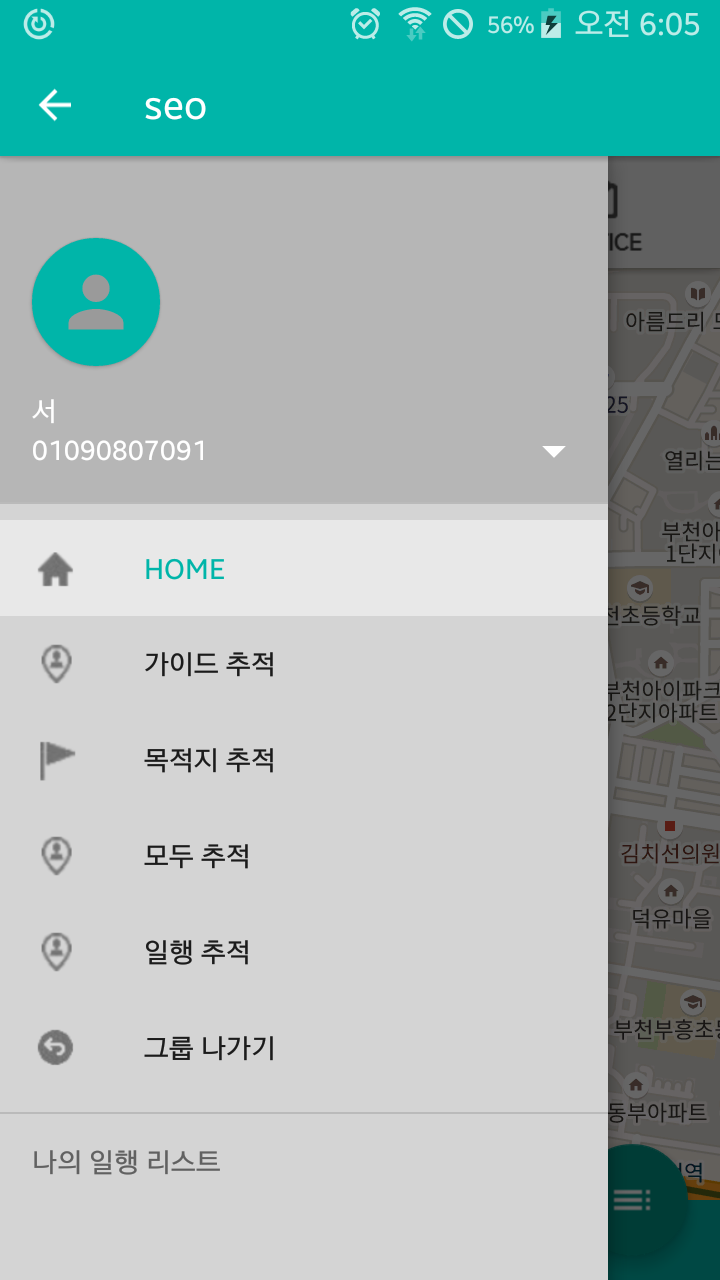 56% 오전 6:05
seo
서
01090807091
HOME
가이드 추적
목적지 추적
모두 추적
일행 추적
그룹 나가기
나의 일행 리스트
ICE
아름드리
25
열리는
부천아
1단지
천초등학교
부천아이파크
2단지아파트
김치선의원
덕유마을
부천부흥초
동부아파트
역